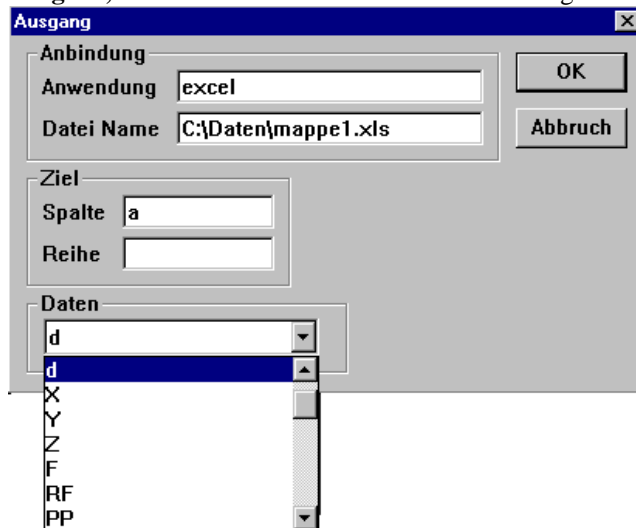 Ausgang
Anbindung
Anwendung excel
Datei Name C:\Daten\mappe1.xls
OK
Abbruch
Ziel
Spalte a
Reihe
Daten
d
d
X
Y
Z
F
RF
PP